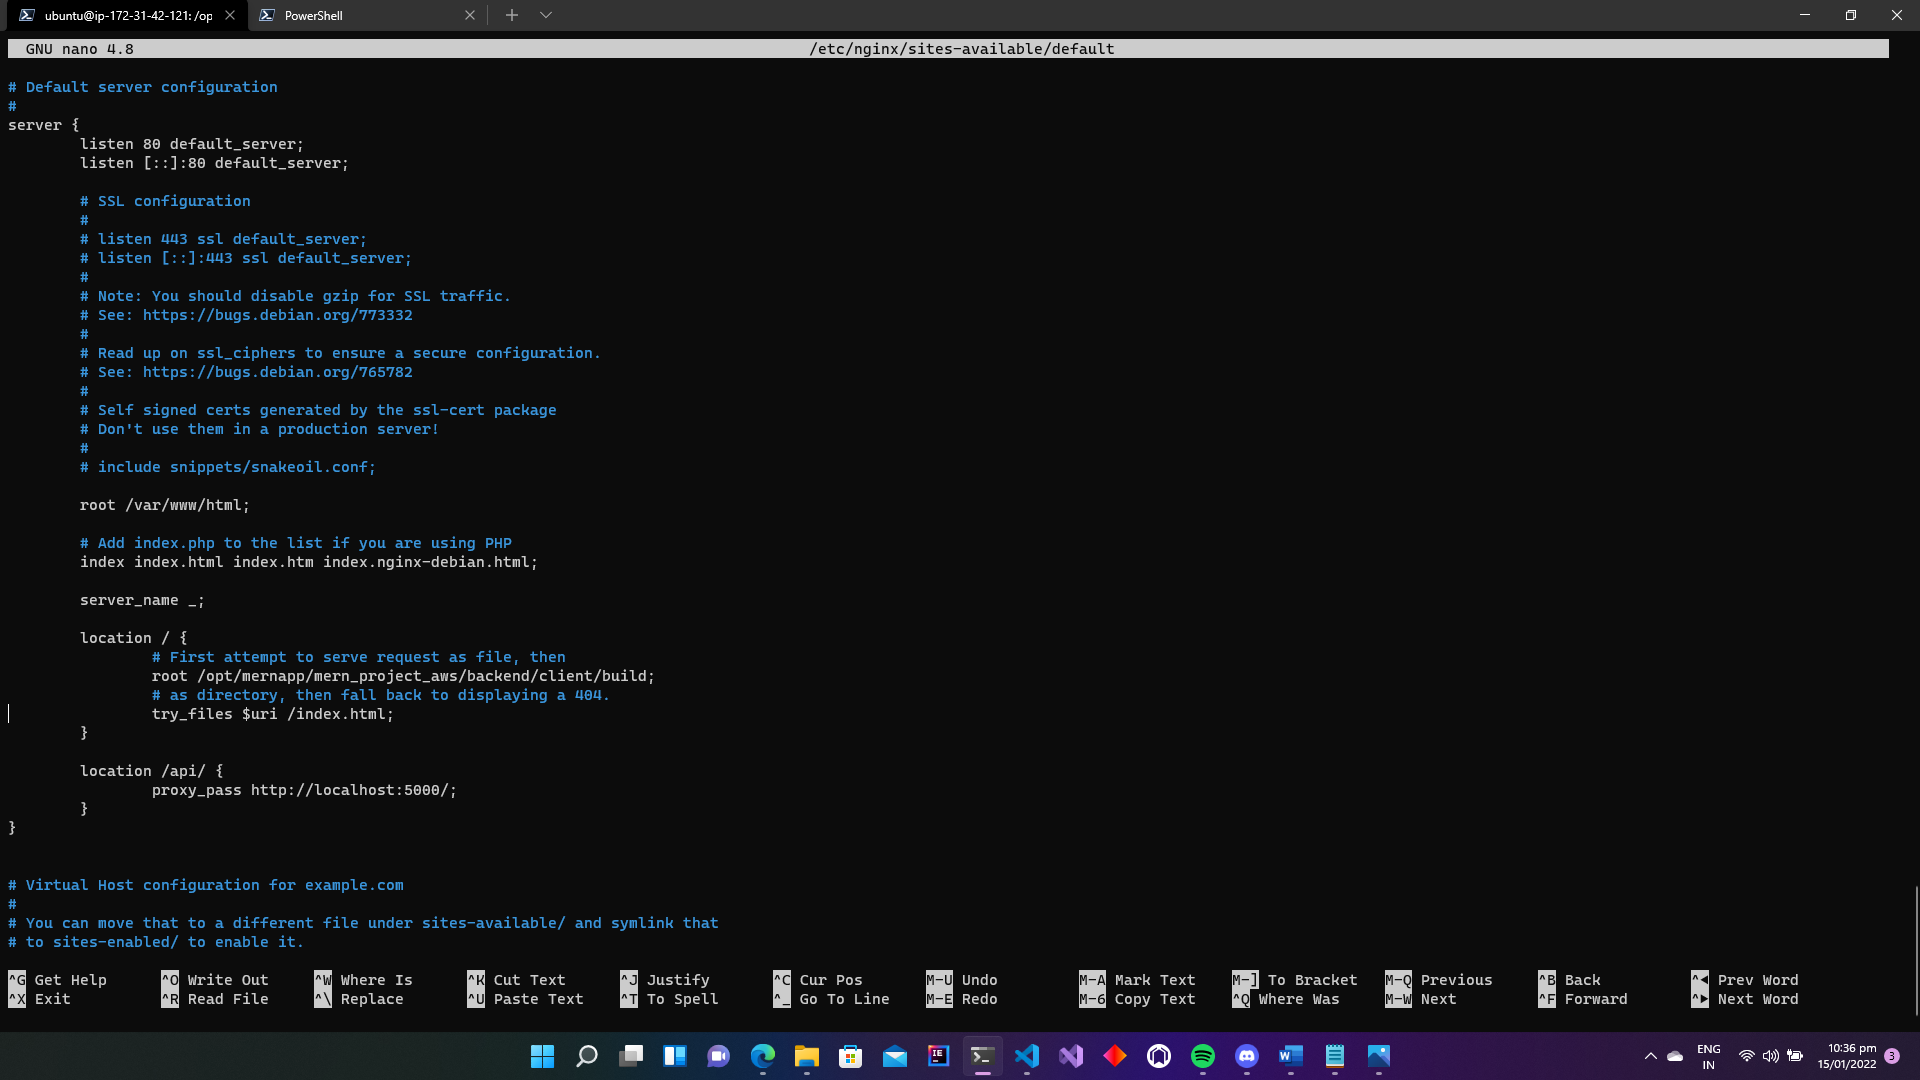 ubuntu@ip-172-31-42-121: /op
PowerShell
GNU nano 4.8 /etc/nginx/sites-available/default
# Default server configuration
#
server {
listen 80 default_server;
listen [::]:80 default_server;
# SSL configuration
#
# listen 443 ssl default_server;
# listen [::]:443 ssl default_server;
#
# Note: You should disable gzip for SSL traffic.
# See: https://bugs.debian.org/773332
#
# Read up on ssl_ciphers to ensure a secure configuration.
# See: https://bugs.debian.org/765782
#
# Self signed certs generated by the ssl-cert package
# Don't use them in a production server!
#
# include snippets/snakeoil.conf;
root /var/www/html;
# Add index.php to the list if you are using PHP
index index.html index.htm index.nginx-debian.html;
server_name _;
location / {
# First attempt to serve request as file, then
root /opt/mernapp/mern_project_aws/backend/client/build;
# as directory, then fall back to displaying a 404.
try_files $uri /index.html;
}
location /api/ {
proxy_pass http://localhost:5000/;
}
}
# Virtual Host configuration for example.com
#
# You can move that to a different file under sites-available/ and symlink that
# to sites-enabled/ to enable it.
^G Get Help ^O Write Out ^W Where Is ^K Cut Text ^J Justify ^C Cur Pos M-U Undo M-A Mark Text M-] To Bracket M-Q Previous ^B Back ^◀ Prev Word
^X Exit ^R Read File ^\ Replace ^U Paste Text ^T To Spell ^_ Go To Line M-E Redo M-6 Copy Text ^Q Where Was M-W Next ^F Forward ^▶ Next Word
ENG
IN
10:36 pm
15/01/2022
3